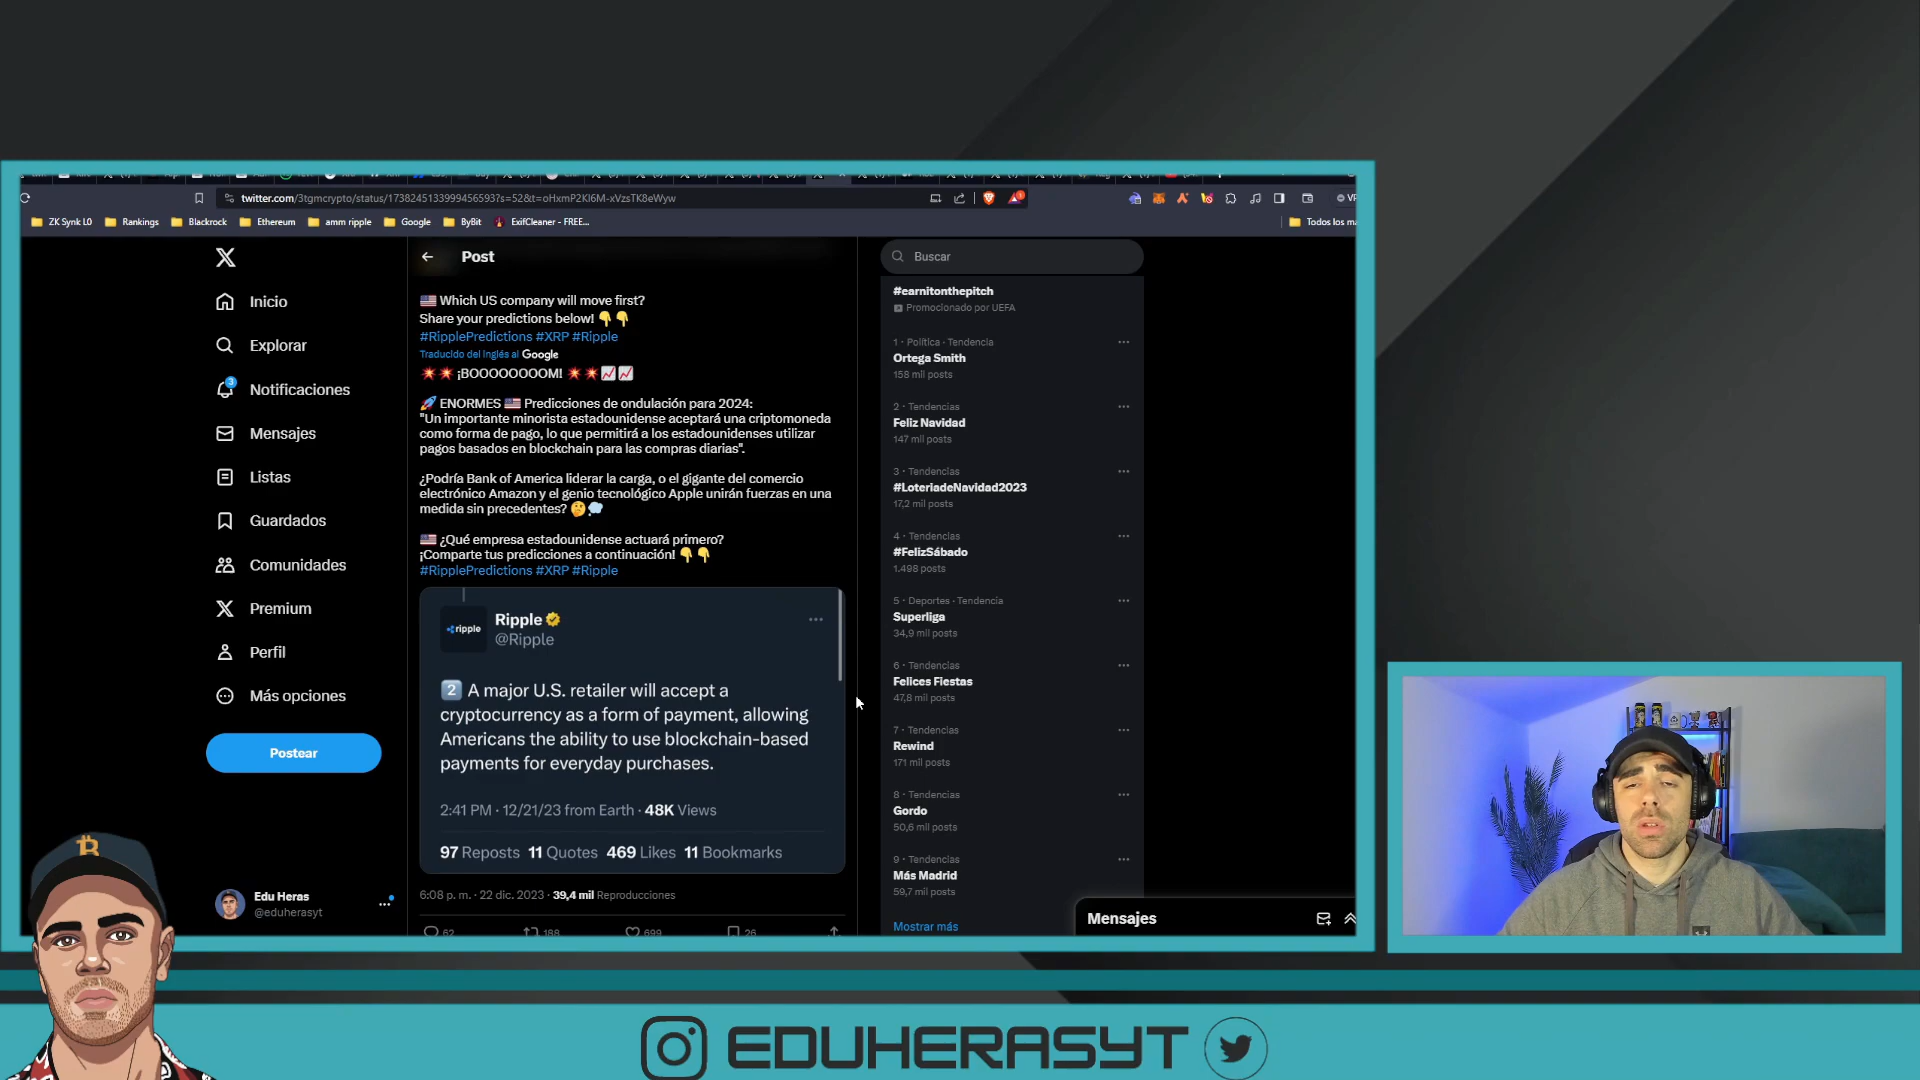 twitter.com/3tgmcrypto/status/1738245133999456593?s=52&t=oHxmP2Kl6M-xVzsTK8eWyw
VP
ZK Synk L0
Rankings
Blackrock
Ethereum
amm ripple
Google
ByBit
ExifCleaner - FREE...
Todos los ma
Inicio
Explorar
3
Notificaciones
Mensajes
Listas
Guardados
Comunidades
Premium
Perfil
Más opciones
Postear
Edu Heras
@eduherasyt
Post
🇺🇸 Which US company will move first?
Share your predictions below! 👇👇
#RipplePredictions #XRP #Ripple
Traducido del Inglés al Google
💥💥 ¡BOOOOOOOOM! 💥💥📈📈
🚀 ENORMES 🇺🇸 Predicciones de ondulación para 2024:
"Un importante minorista estadounidense aceptará una criptomoneda
como forma de pago, lo que permitirá a los estadounidenses utilizar
pagos basados en blockchain para las compras diarias".
¿Podría Bank of America liderar la carga, o el gigante del comercio
electrónico Amazon y el genio tecnológico Apple unirán fuerzas en una
medida sin precedentes? 🤔💭
🇺🇸 ¿Qué empresa estadounidense actuará primero?
¡Comparte tus predicciones a continuación! 👇👇
#RipplePredictions #XRP #Ripple
ripple
Ripple
@Ripple
2️⃣ A major U.S. retailer will accept a
cryptocurrency as a form of payment, allowing
Americans the ability to use blockchain-based
payments for everyday purchases.
2:41 PM · 12/21/23 from Earth · 48K Views
97 Reposts 11 Quotes 469 Likes 11 Bookmarks
6:08 p. m. · 22 dic. 2023 · 39,4 mil Reproducciones
62
188
699
26
Buscar
#earnitonthepitch
Promocionado por UEFA
1 · Política · Tendencia
Ortega Smith
158 mil posts
2 · Tendencias
Feliz Navidad
147 mil posts
3 · Tendencias
#LoteriadeNavidad2023
17,2 mil posts
4 · Tendencias
#FelizSábado
1.498 posts
5 · Deportes · Tendencia
Superliga
34,9 mil posts
6 · Tendencias
Felices Fiestas
47,8 mil posts
7 · Tendencias
Rewind
171 mil posts
8 · Tendencias
Gordo
50,6 mil posts
9 · Tendencias
Más Madrid
59,7 mil posts
Mostrar más
Mensajes
EDUHERASYT